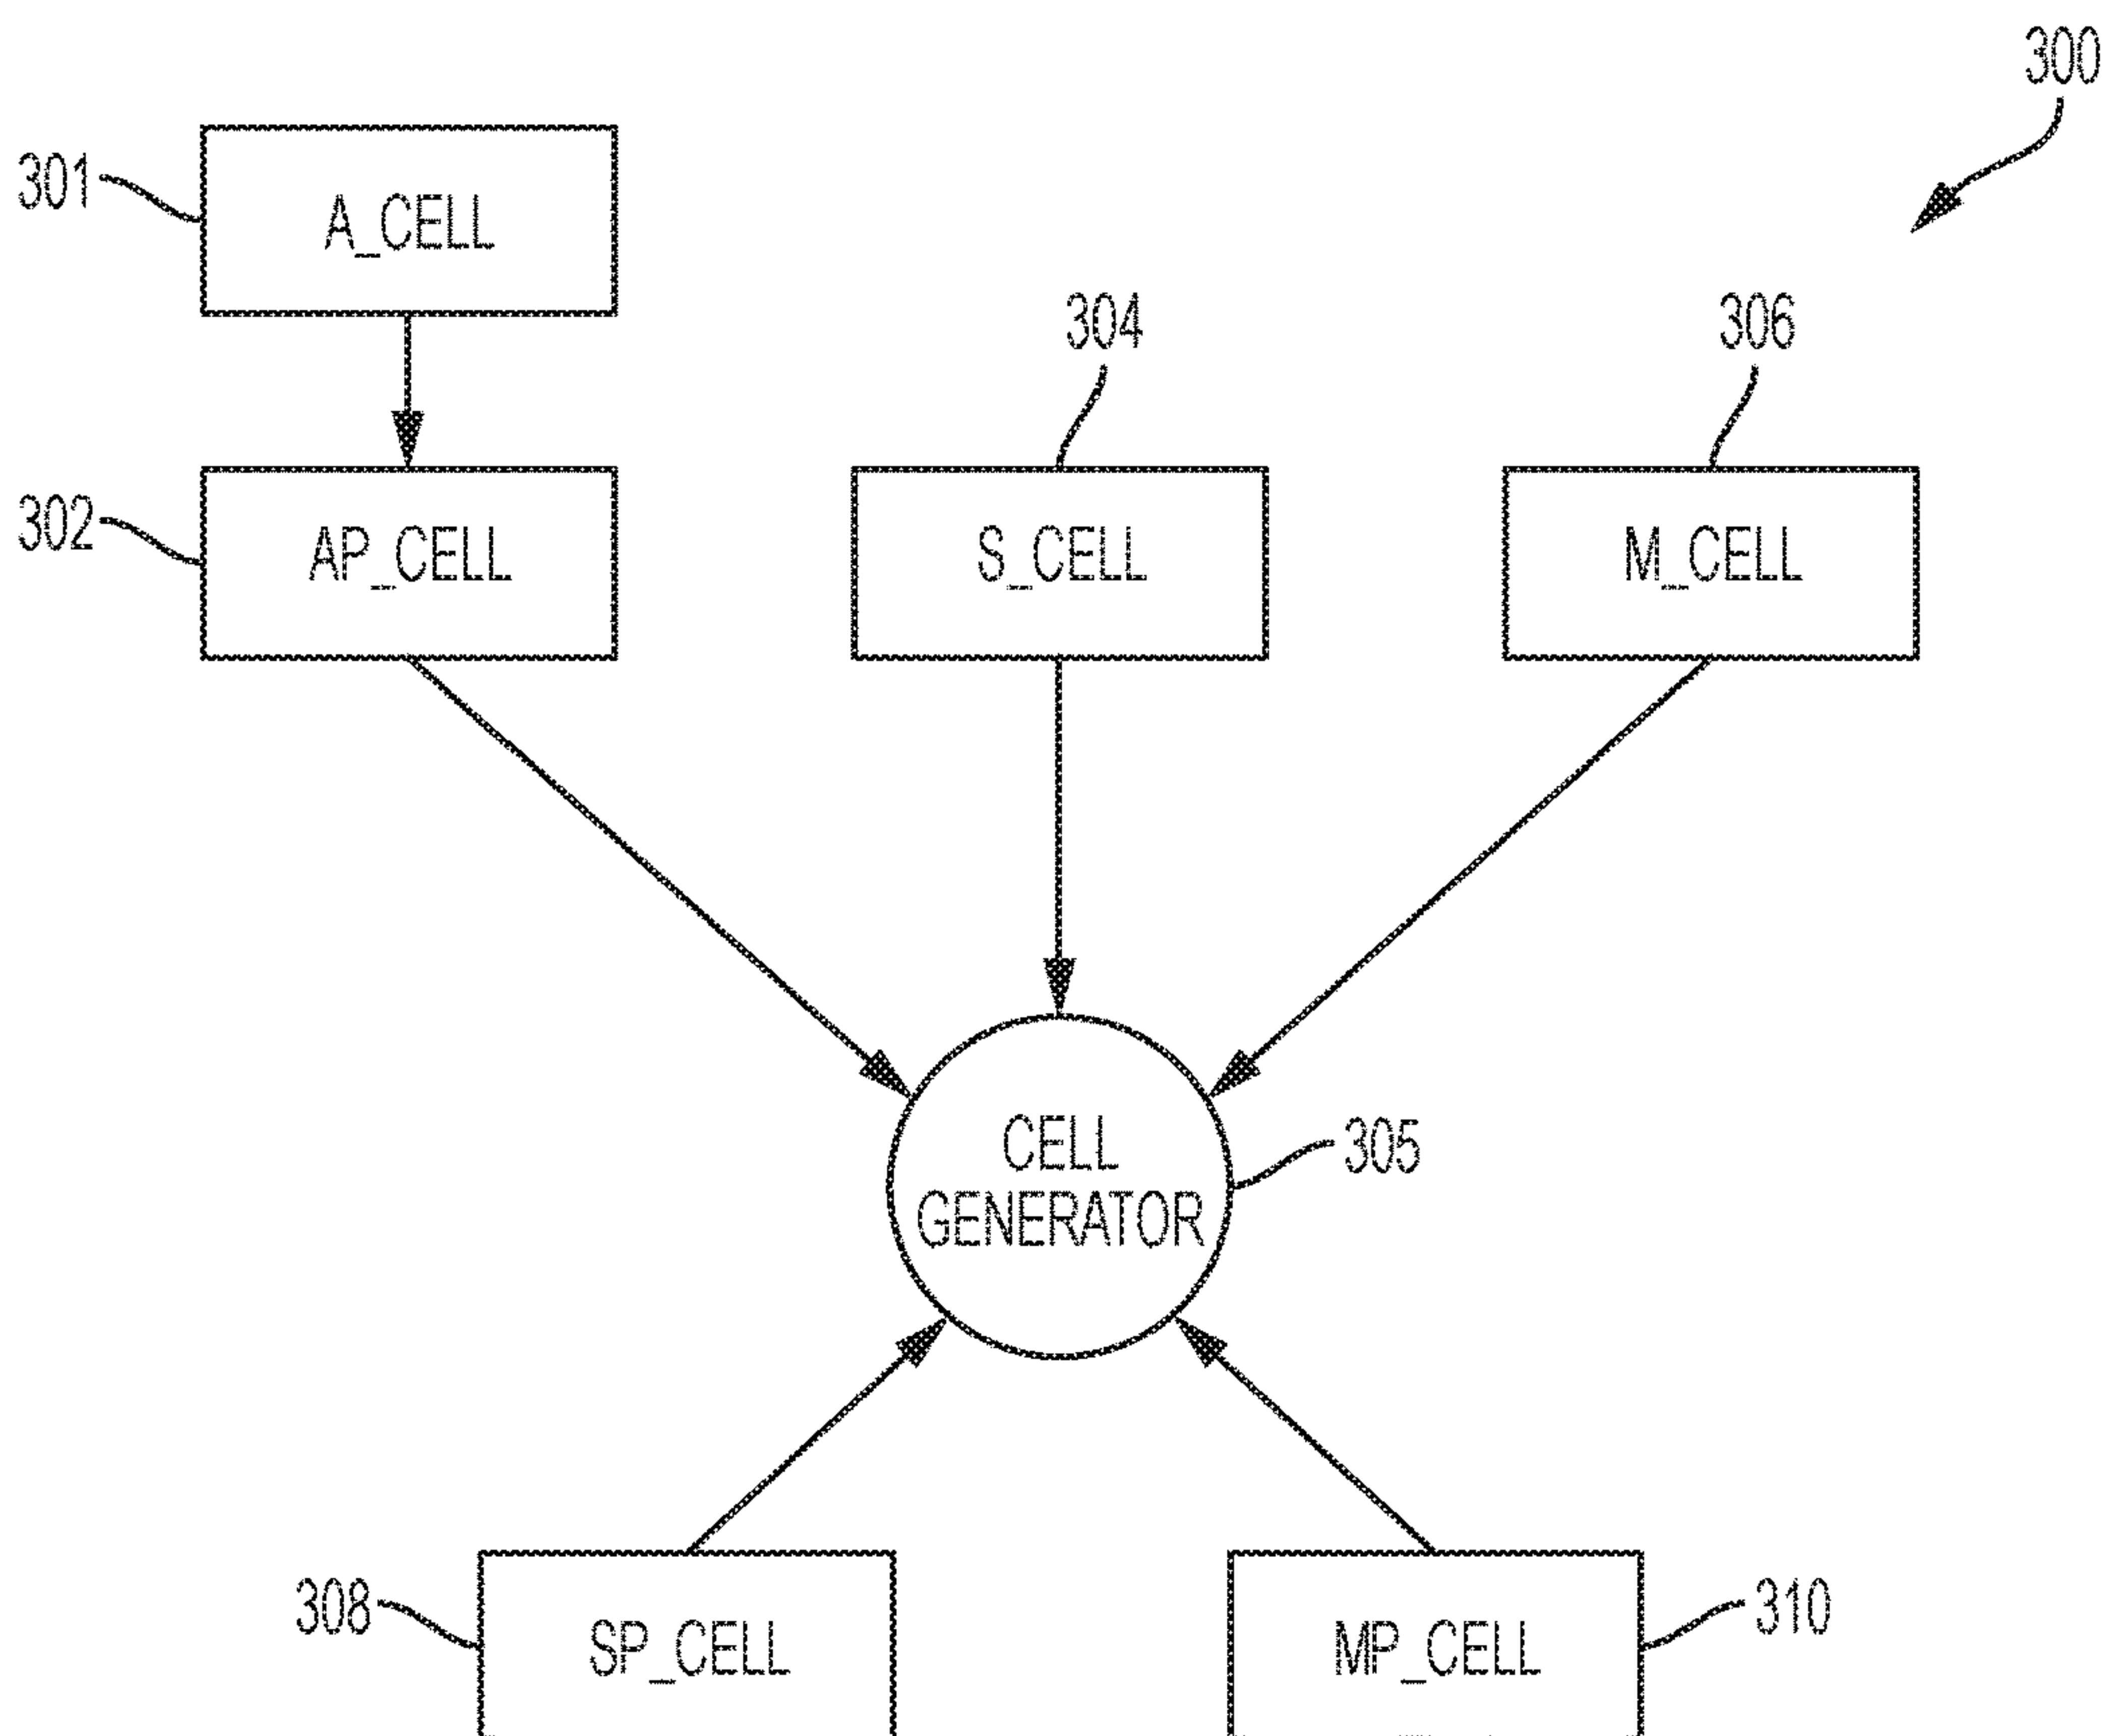 300
301
A_CELL
304
306
302
AP_CELL
S_CELL
M_CELL
CELL
GENERATOR
305
308
SP_CELL
MP_CELL
310